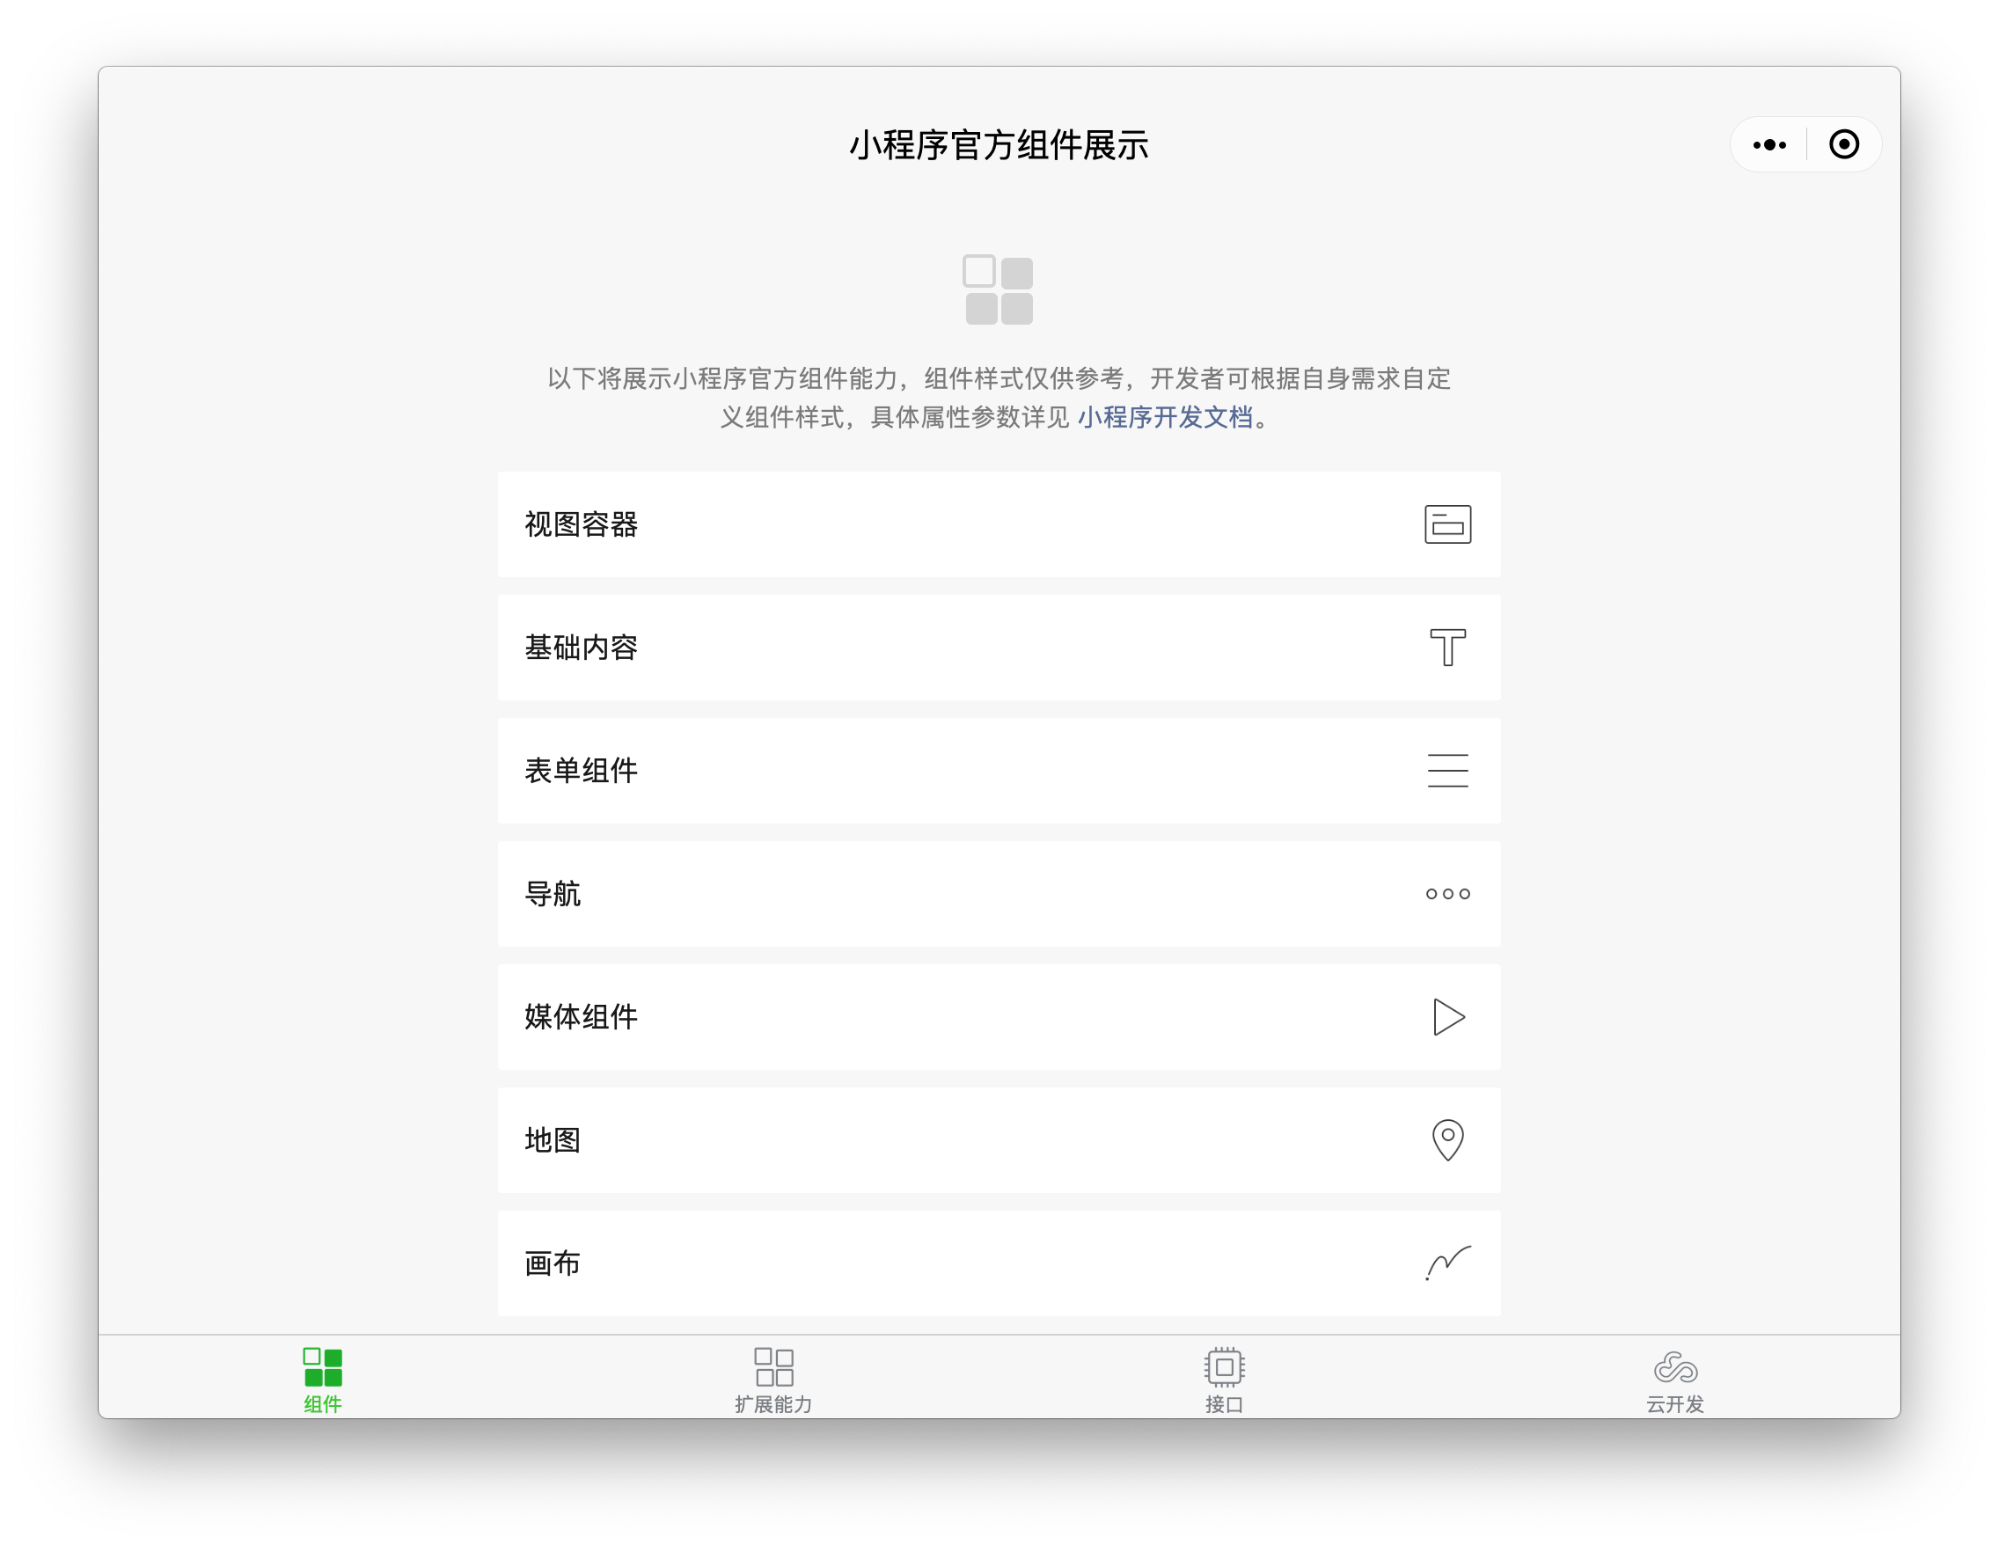 小程序官方组件展示
以下将展示小程序官方组件能力，组件样式仅供参考，开发者可根据自身需求自定
义组件样式，具体属性参数详见 小程序开发文档。
视图容器
基础内容
表单组件
导航
媒体组件
地图
画布
组件
扩展能力
接口
云开发